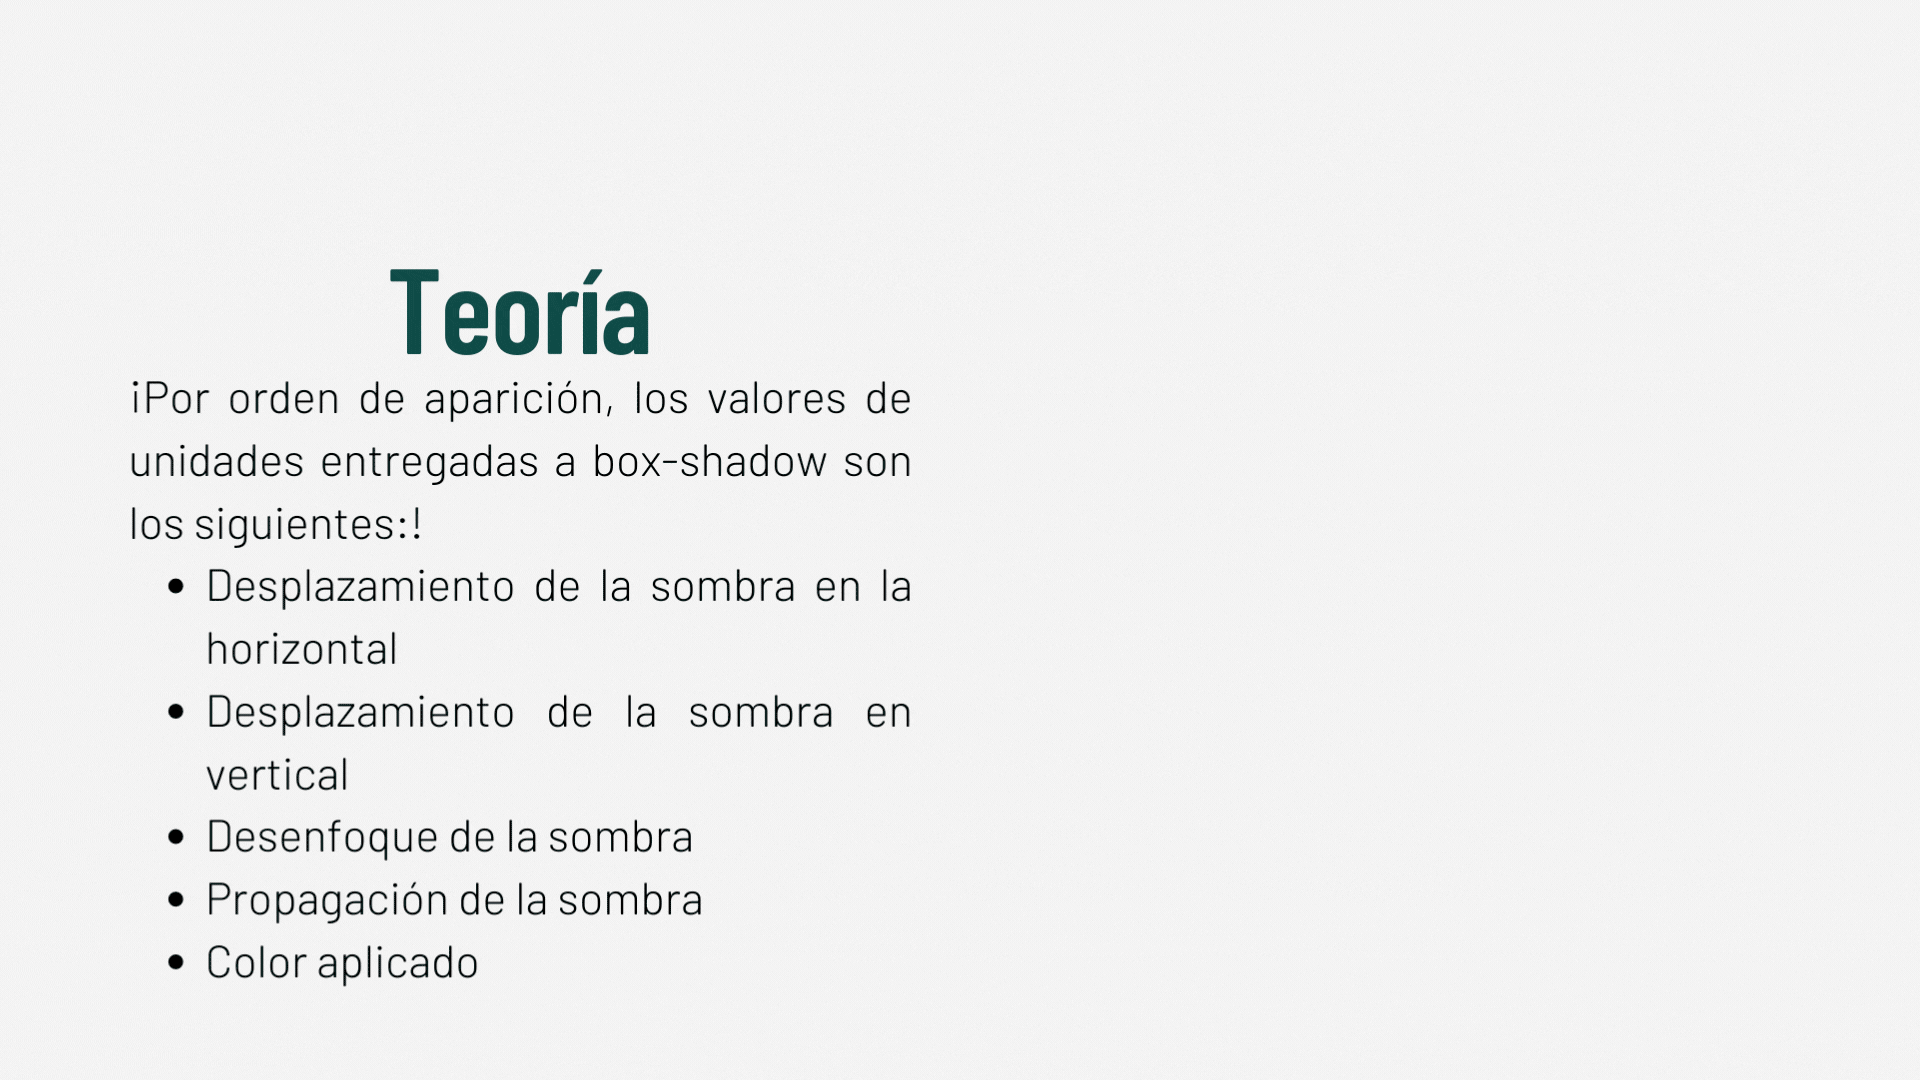 Teoría
¡Por orden de aparición, los valores de
unidades entregadas a box-shadow son
los siguientes:!
• Desplazamiento de la sombra en la
horizontal
• Desplazamiento de la sombra en
vertical
• Desenfoque de la sombra
• Propagación de la sombra
• Color aplicado